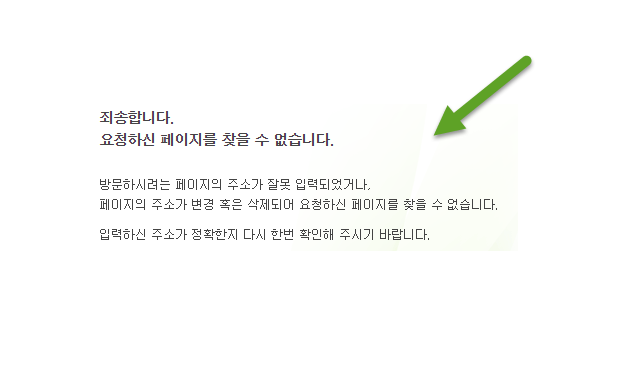 죄송합니다.
요청하신 페이지를 찾을 수 없습니다.
방문하시려는 페이지의 주소가 잘못 입력되었거나,
페이지의 주소가 변경 혹은 삭제되어 요청하신 페이지를 찾을 수 없습니다.
입력하신 주소가 정확한지 다시 한번 확인해 주시기 바랍니다.